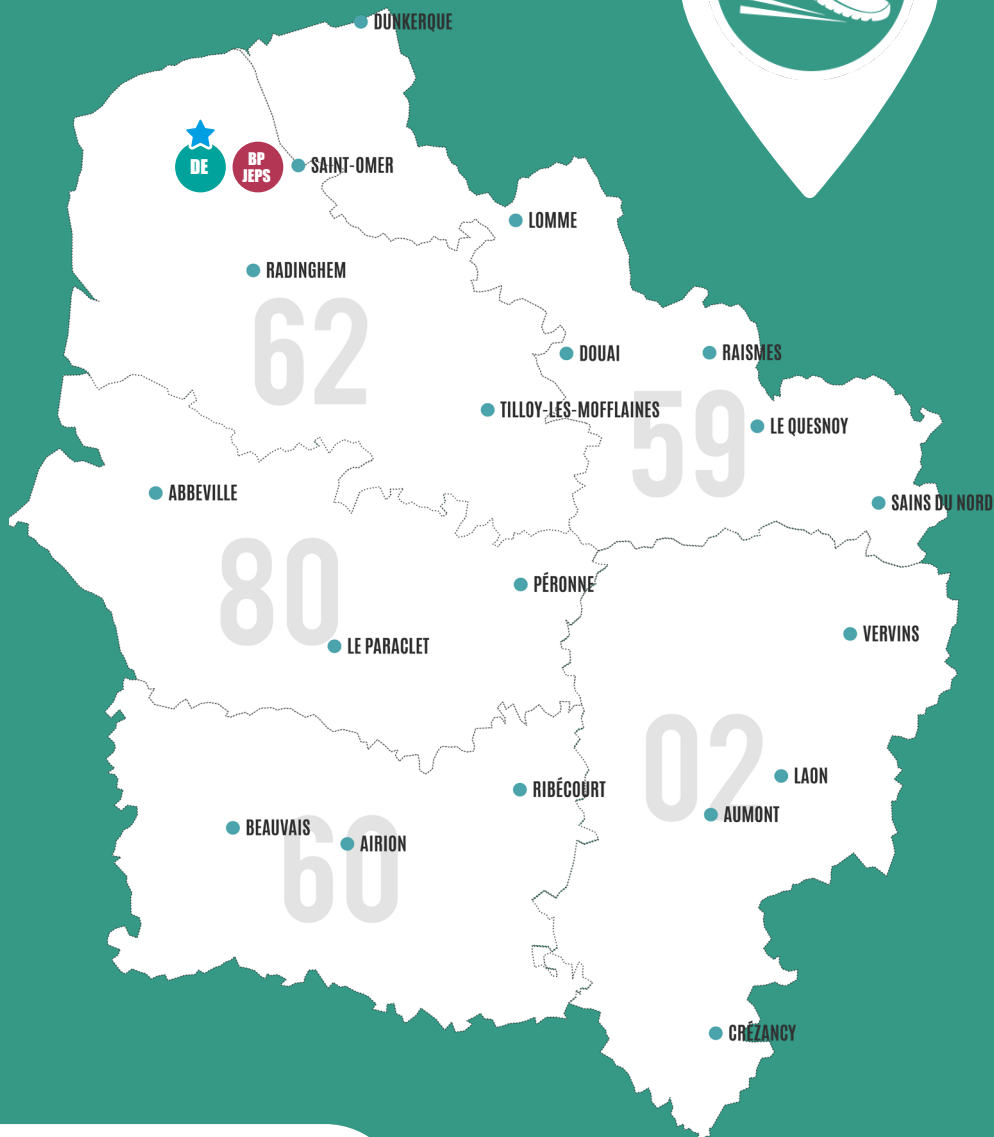 DUNKERQUE
DE
BP
JEPS
SAINT-OMER
LOMME
RADINGHEM
62
DOUAI
RAISMES
TILLOY-LES-MOFFLAINES
59
LE QUESNOY
ABBEVILLE
SAINS DU NORD
80
PÉRONNE
VERVINS
LE PARACLET
02
LAON
RIBÉCOURT
AUMONT
BEAUVAIS
60
AIRION
CRÉZANCY